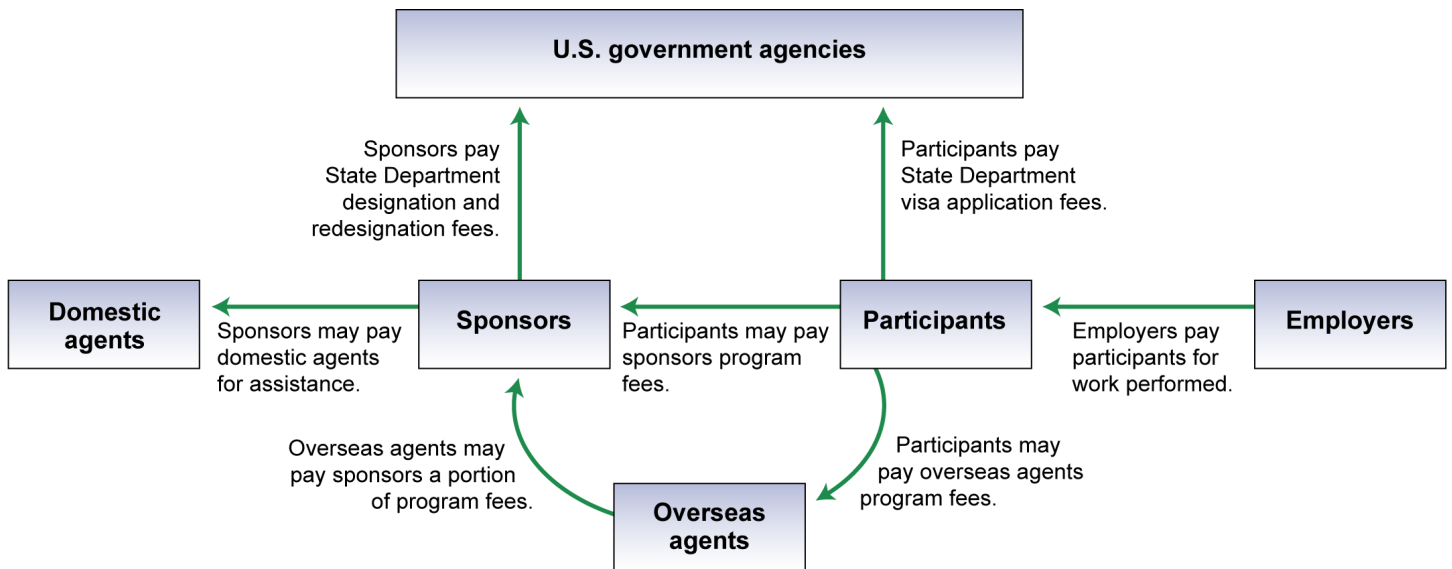 U.S. government agencies
Sponsors pay
State Department
designation and
redesignation fees.
Participants pay
State Department
visa application fees.
Domestic
agents
Sponsors may pay
domestic agents
for assistance.
Sponsors
Participants may pay
sponsors program
fees.
Participants
Employers pay
participants for
work performed.
Employers
Overseas agents may
pay sponsors a portion
of program fees.
Participants may
pay overseas agents
program fees.
Overseas
agents